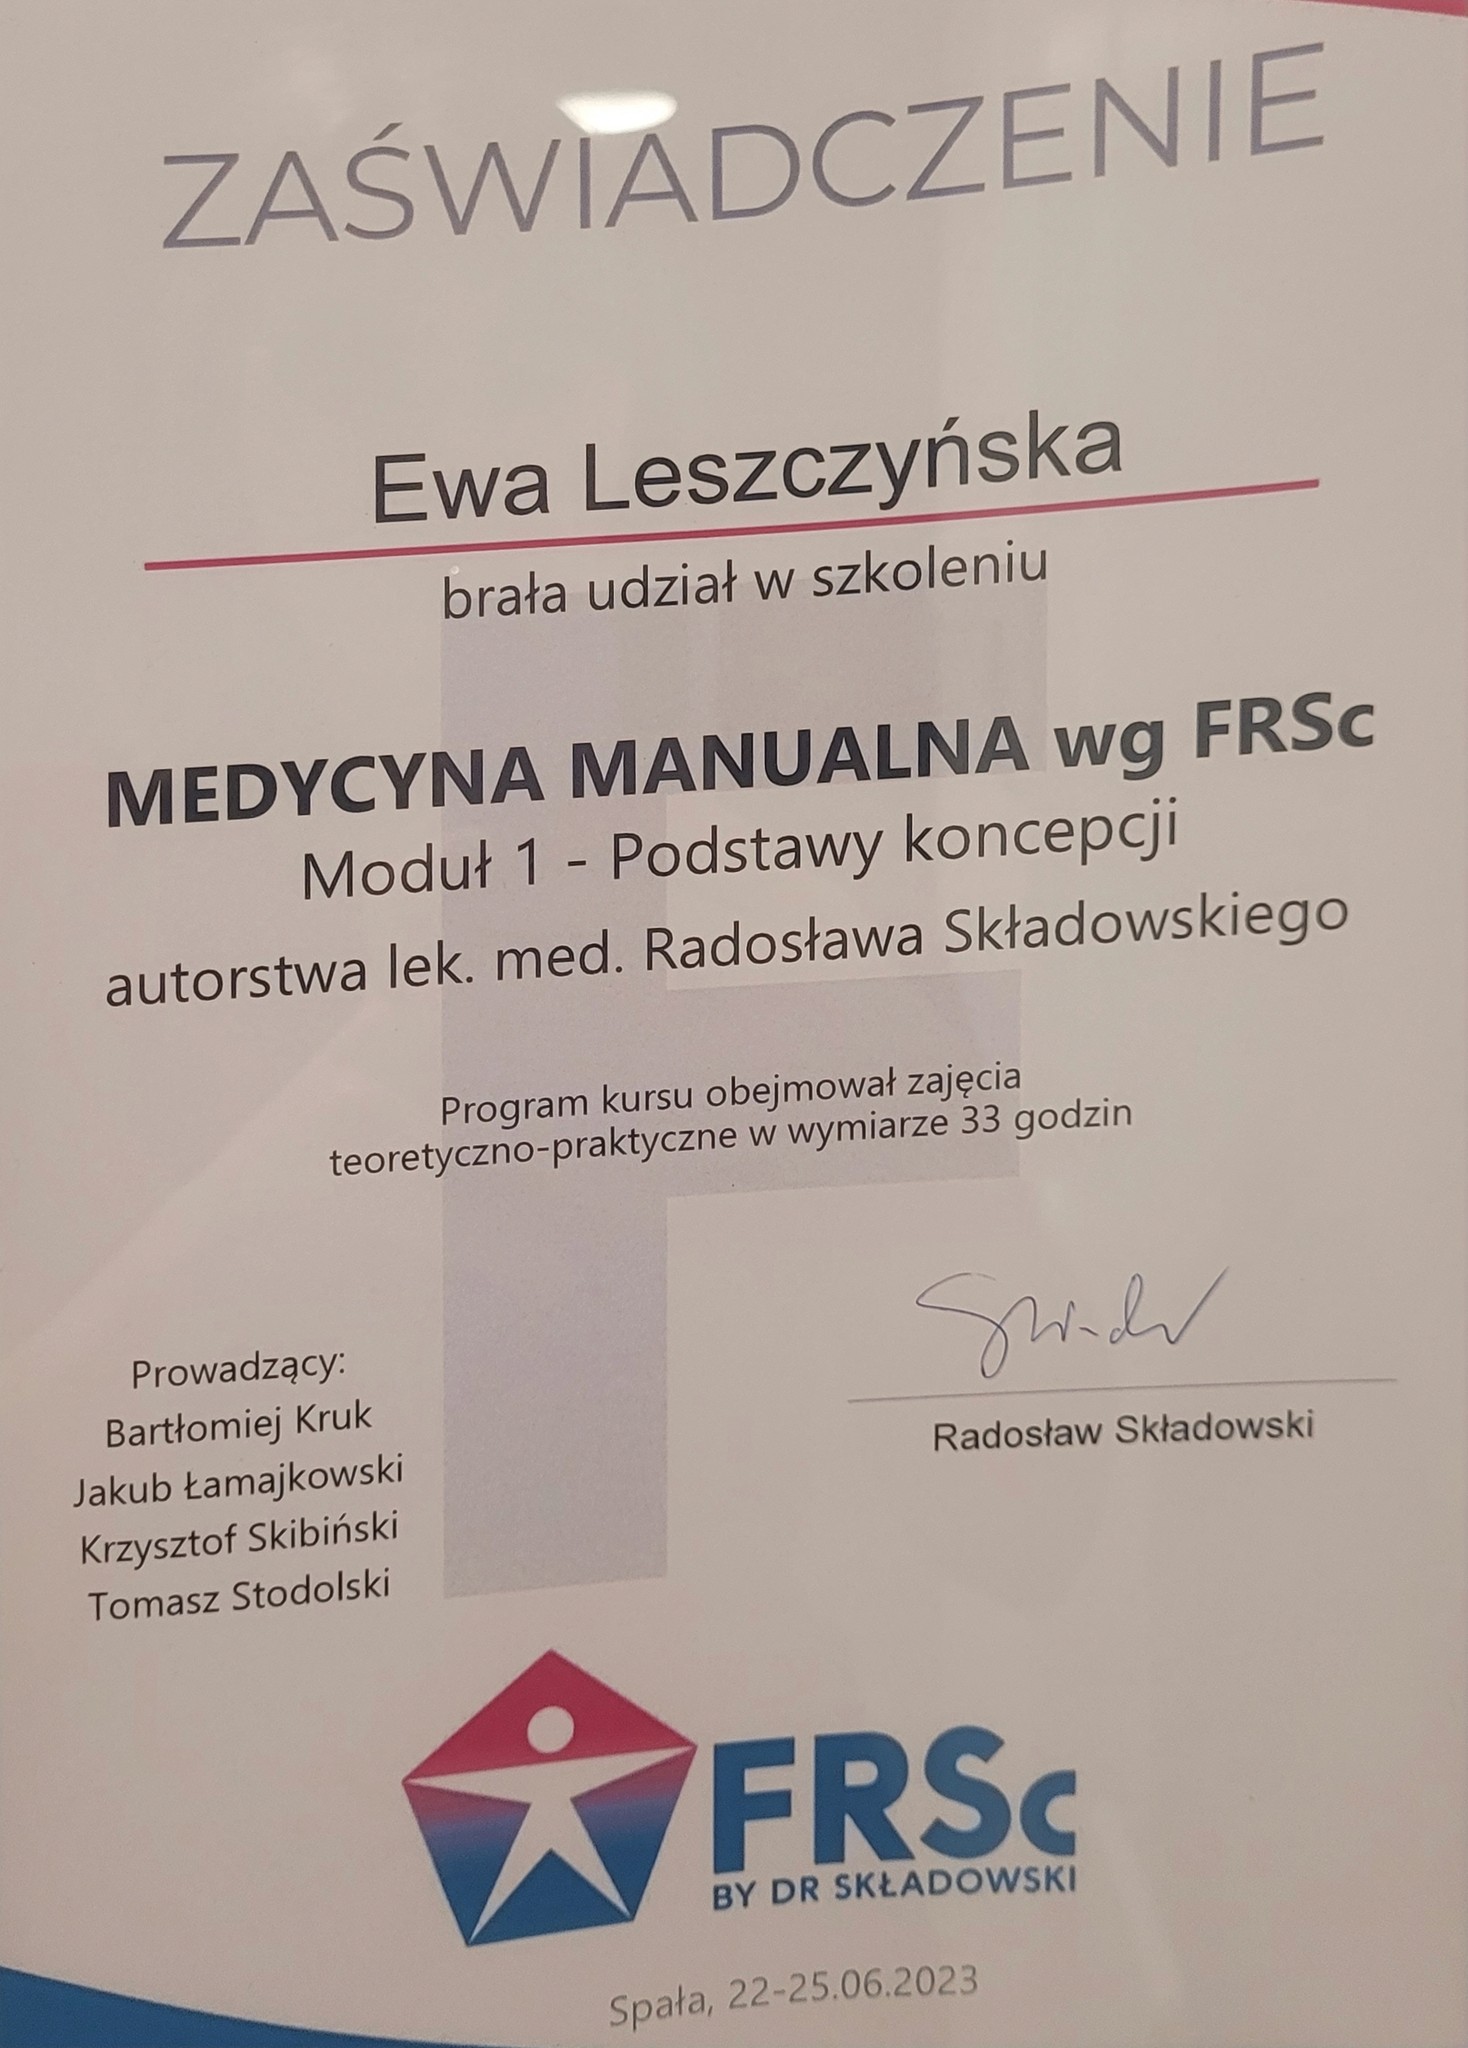 ZAŚWIADCZENIE
Ewa Leszczyńska
brała udział w szkoleniu
MEDYCYNA MANUALNA wg FRSc
Moduł 1 - Podstawy koncepcji
autorstwa lek. med. Radosława Składowskiego
Program kursu obejmował zajęcia
teoretyczno-praktyczne w wymiarze 33 godzin
Prowadzący:
Bartłomiej Kruk
Jakub Łamajkowski
Krzysztof Skibiński
Tomasz Stodolski
Radosław Składowski
FRSc
BY DR SKŁADOWSKI
Spała, 22-25.06.2023